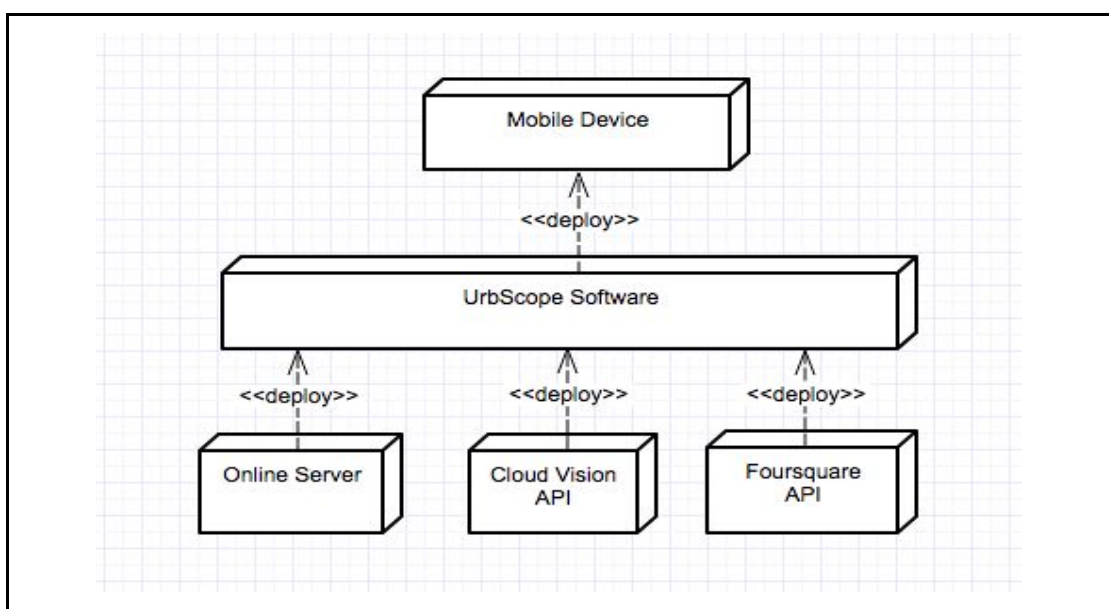 Mobile Device
<<deploy>>
UrbScope Software
<<deploy>> <<deploy>> <<deploy>>
Online Server
Cloud Vision
API
Foursquare
API